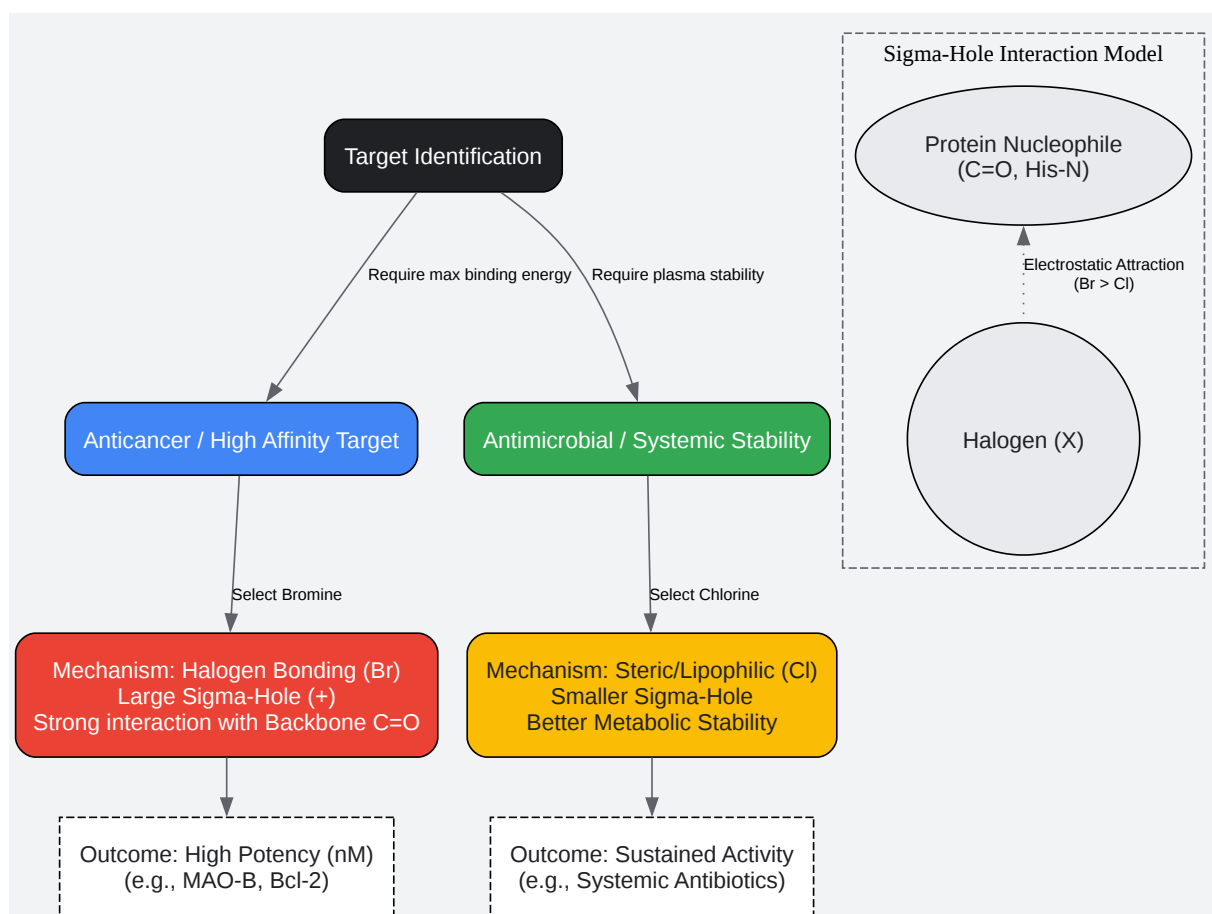 Sigma-Hole Interaction Model
Target Identification
Protein Nucleophile
(C=O, His-N)
Require max binding energy
Require plasma stability
Electrostatic Attraction
(Br > Cl)
Anticancer / High Affinity Target
Antimicrobial / Systemic Stability
Halogen (X)
Select Bromine
Select Chlorine
Mechanism: Halogen Bonding (Br)
Large Sigma-Hole (+)
Strong interaction with Backbone C=O
Mechanism: Steric/Lipophilic (Cl)
Smaller Sigma-Hole
Better Metabolic Stability
Outcome: High Potency (nM)
(e.g., MAO-B, Bcl-2)
Outcome: Sustained Activity
(e.g., Systemic Antibiotics)